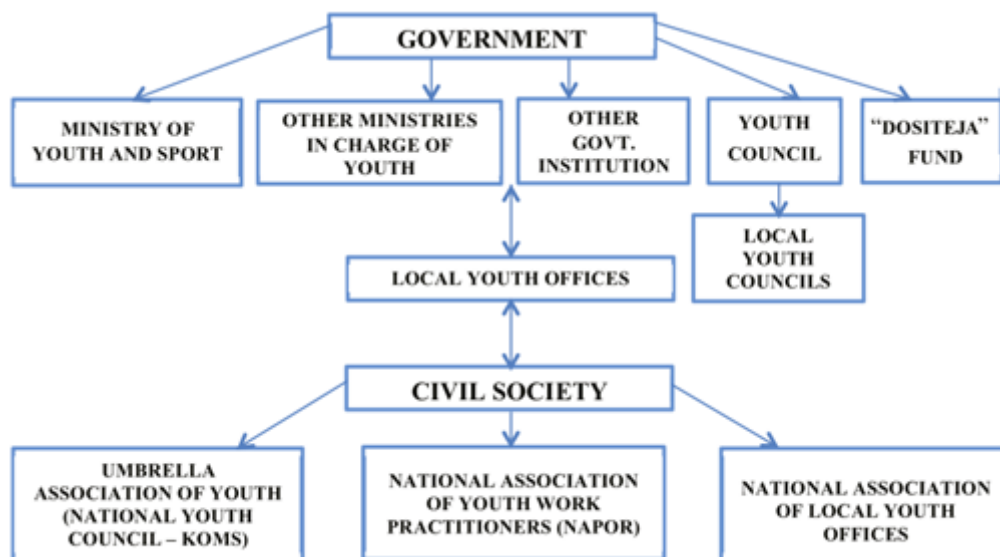 GOVERNMENT
MINISTRY OF
YOUTH AND SPORT
OTHER MINISTRIES
IN CHARGE OF
YOUTH
OTHER
GOVT.
INSTITUTION
YOUTH
COUNCIL
“DOSITEJA”
FUND
LOCAL
YOUTH
COUNCILS
LOCAL YOUTH OFFICES
CIVIL SOCIETY
UMBRELLA
ASSOCIATION OF YOUTH
(NATIONAL YOUTH
COUNCIL – KOMS)
NATIONAL ASSOCIATION
OF YOUTH WORK
PRACTITIONERS (NAPOR)
NATIONAL ASSOCIATION
OF LOCAL YOUTH
OFFICES